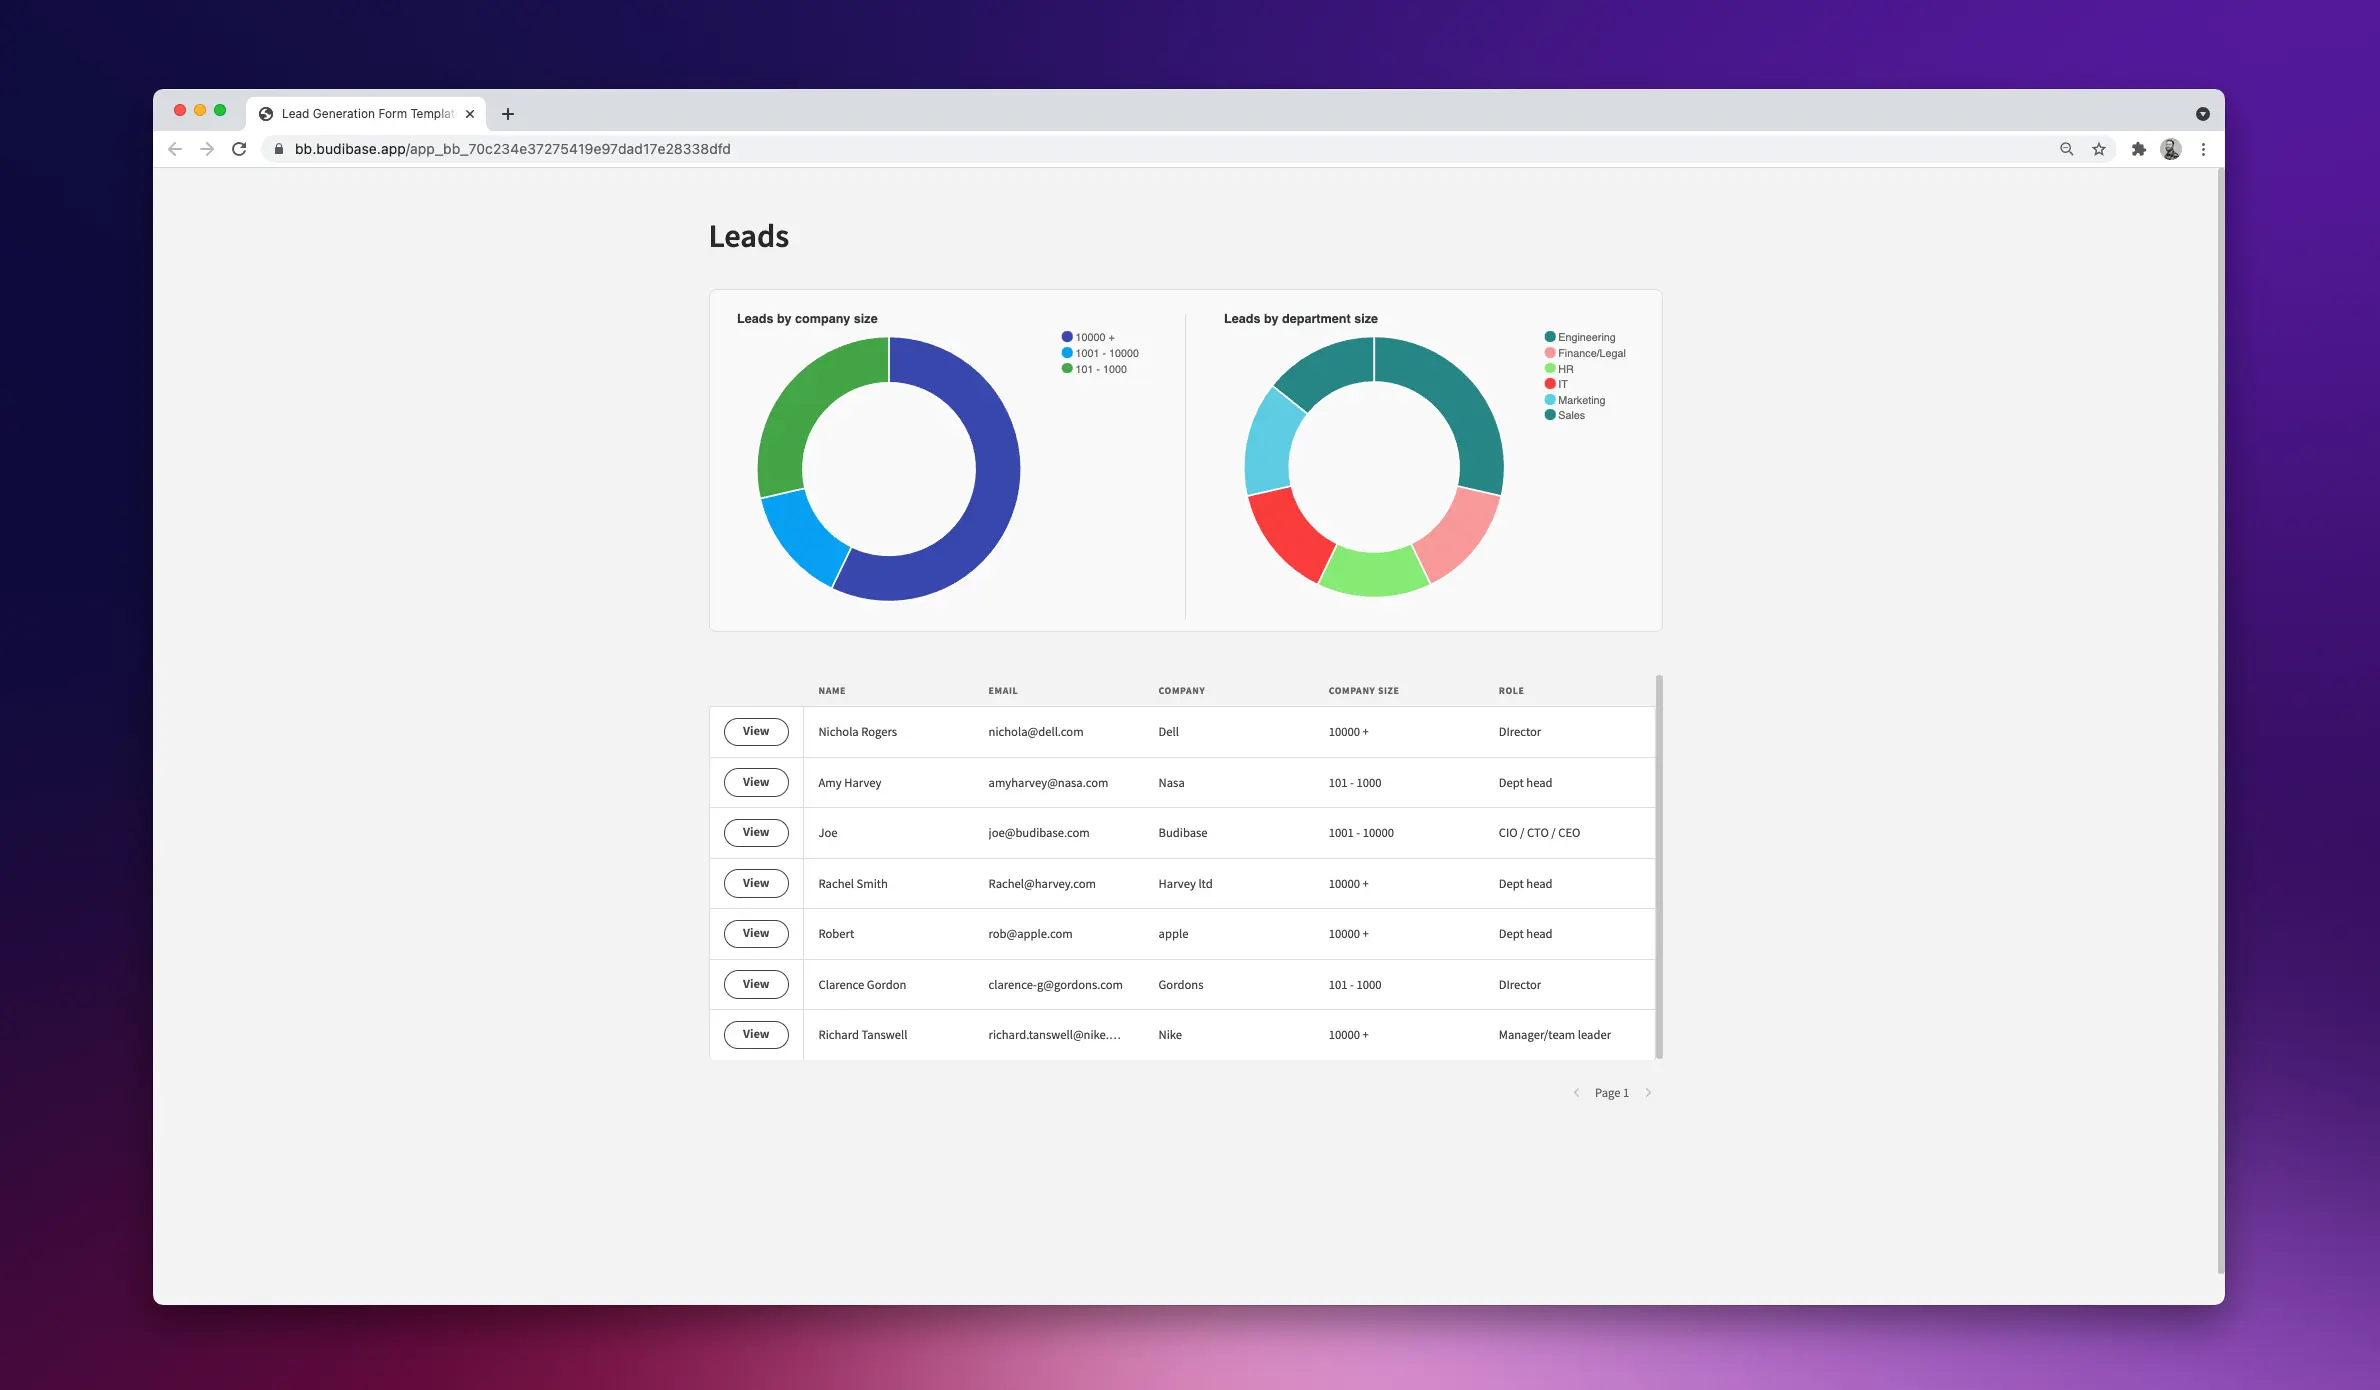 Lead Generation Form Templat
bb.budibase.app/app_bb_70c234e37275419e97dad17e28338dfd
Leads
Leads by company size
10000 +
1001 - 10000
101 - 1000
Leads by department size
Engineering
Finance/Legal
HR
IT
Marketing
Sales
NAME EMAIL COMPANY COMPANY SIZE ROLE
View Nichola Rogers nichola@dell.com Dell 10000 + DIrector
View Amy Harvey amyharvey@nasa.com Nasa 101 - 1000 Dept head
View Joe joe@budibase.com Budibase 1001 - 10000 CIO / CTO / CEO
View Rachel Smith Rachel@harvey.com Harvey ltd 10000 + Dept head
View Robert rob@apple.com apple 10000 + Dept head
View Clarence Gordon clarence-g@gordons.com Gordons 101 - 1000 DIrector
View Richard Tanswell richard.tanswell@nike.… Nike 10000 + Manager/team leader
Page 1